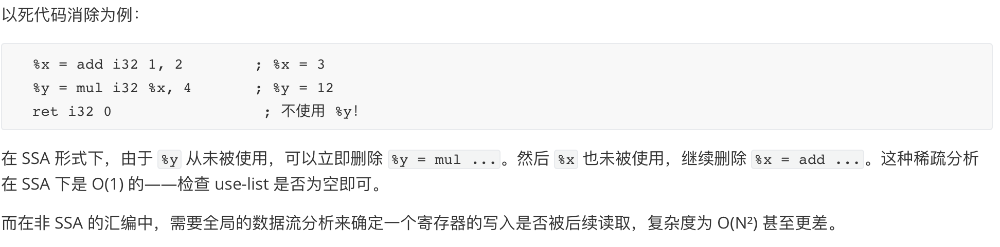 以死代码消除为例：
%x = add i32 1, 2        ; %x = 3
%y = mul i32 %x, 4       ; %y = 12
ret i32 0                 ; 不使用 %y!
在 SSA 形式下，由于 %y 从未被使用，可以立即删除 %y = mul ...。然后 %x 也未被使用，继续删除 %x = add ...。这种稀疏分析
在 SSA 下是 O(1) 的——检查 use-list 是否为空即可。
而在非 SSA 的汇编中，需要全局的数据流分析来确定一个寄存器的写入是否被后续读取，复杂度为 O(N²) 甚至更差。